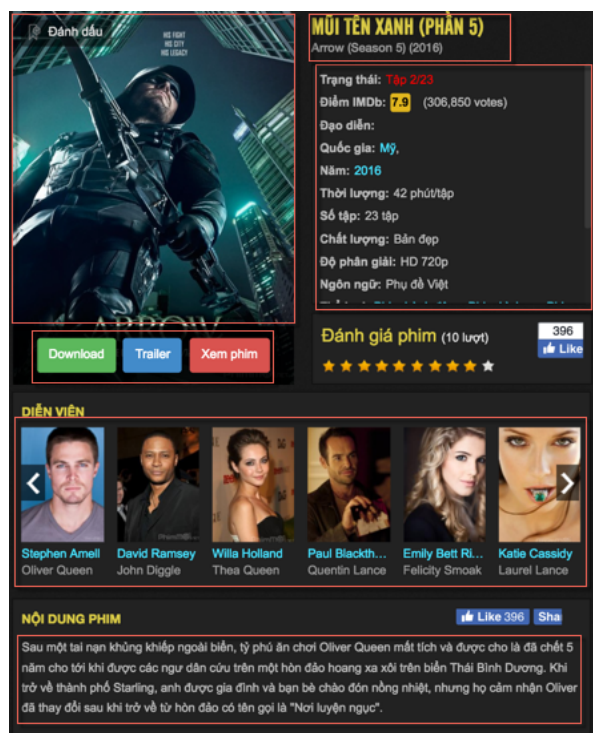 Đánh dấu
HIS FIGHT
HIS CITY
HIS LEGACY
ARROW
Download
Trailer
Xem phim
MŨI TÊN XANH (PHẦN 5)
Arrow (Season 5) (2016)
Trạng thái: Tập 2/23
Điểm IMDb: 7.9 (306,850 votes)
Đạo diễn:
Quốc gia: Mỹ,
Năm: 2016
Thời lượng: 42 phút/tập
Số tập: 23 tập
Chất lượng: Bản đẹp
Độ phân giải: HD 720p
Ngôn ngữ: Phụ đề Việt
Đánh giá phim (10 lượt)
396
Like
DIỄN VIÊN
Stephen Amell
Oliver Queen
David Ramsey
John Diggle
Willa Holland
Thea Queen
Paul Blackth...
Quentin Lance
Emily Bett Ri...
Felicity Smoak
Katie Cassidy
Laurel Lance
NỘI DUNG PHIM
Like 396
Sha
Sau một tai nạn khủng khiếp ngoài biển, tỷ phú ăn chơi Oliver Queen mất tích và được cho là đã chết 5
năm cho tới khi được các ngư dân cứu trên một hòn đảo hoang xa xôi trên biển Thái Bình Dương. Khi
trở về thành phố Starling, anh được gia đình và bạn bè chào đón nồng nhiệt, nhưng họ cảm nhận Oliver
đã thay đổi sau khi trở về từ hòn đảo có tên gọi là "Nơi luyện ngục".